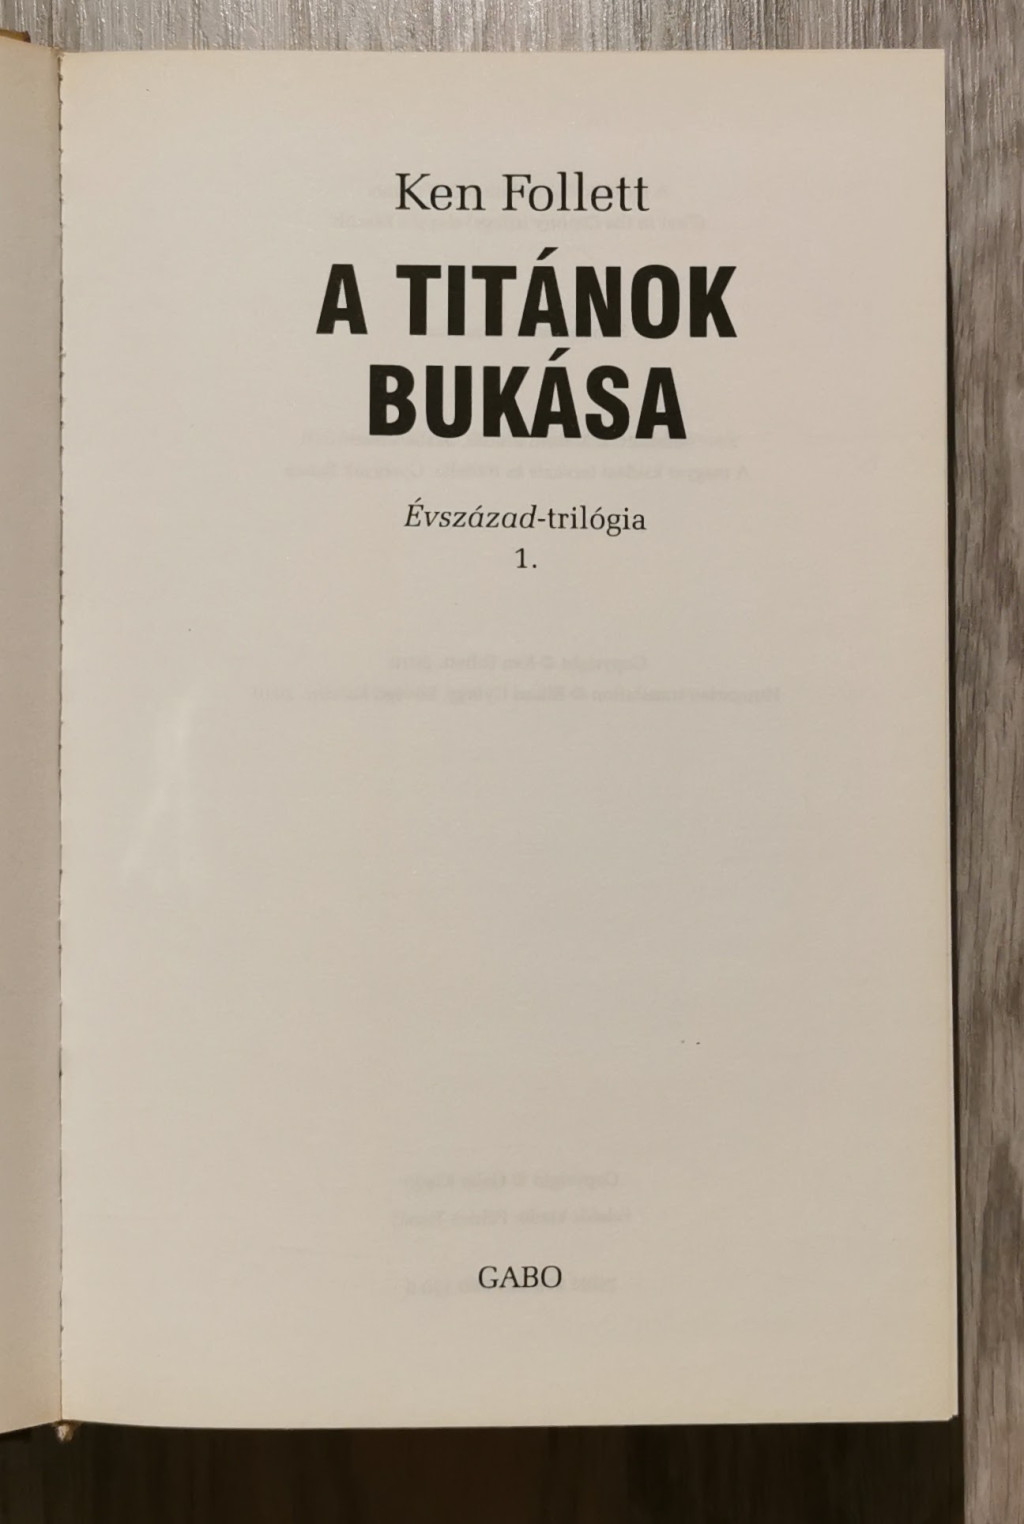 Ken Follett
A TITÁNOK
BUKÁSA
Évszázad-trilógia
1.
GABO